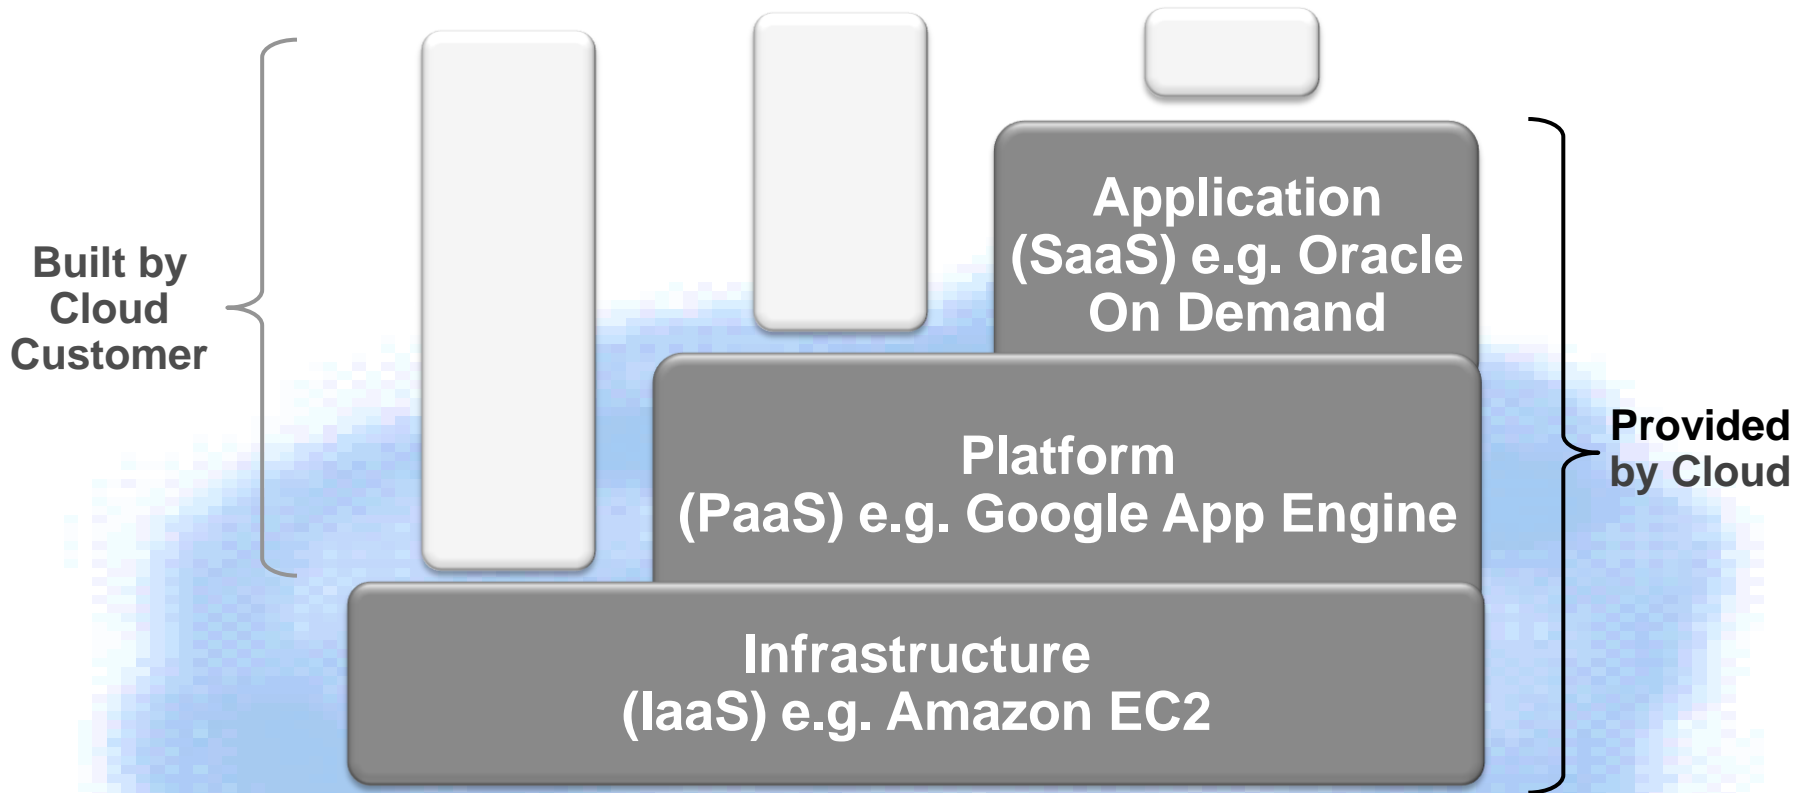 Built by
Cloud
Customer
Application
(SaaS) e.g. Oracle
On Demand
Platform
(PaaS) e.g. Google App Engine
Infrastructure
(IaaS) e.g. Amazon EC2
Provided
by Cloud